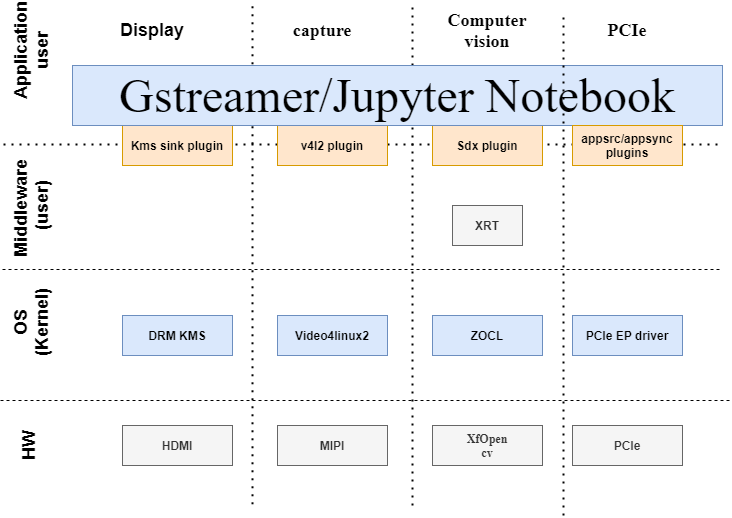 Application
user
Display
capture
Computer
vision
PCIe
Gstreamer/Jupyter Notebook
Kms sink plugin
v4l2 plugin
Sdx plugin
appsrc/appsync
plugins
Middleware
(user)
XRT
OS
(Kernel)
DRM KMS
Video4linux2
ZOCL
PCIe EP driver
HW
HDMI
MIPI
XfOpen
cv
PCIe